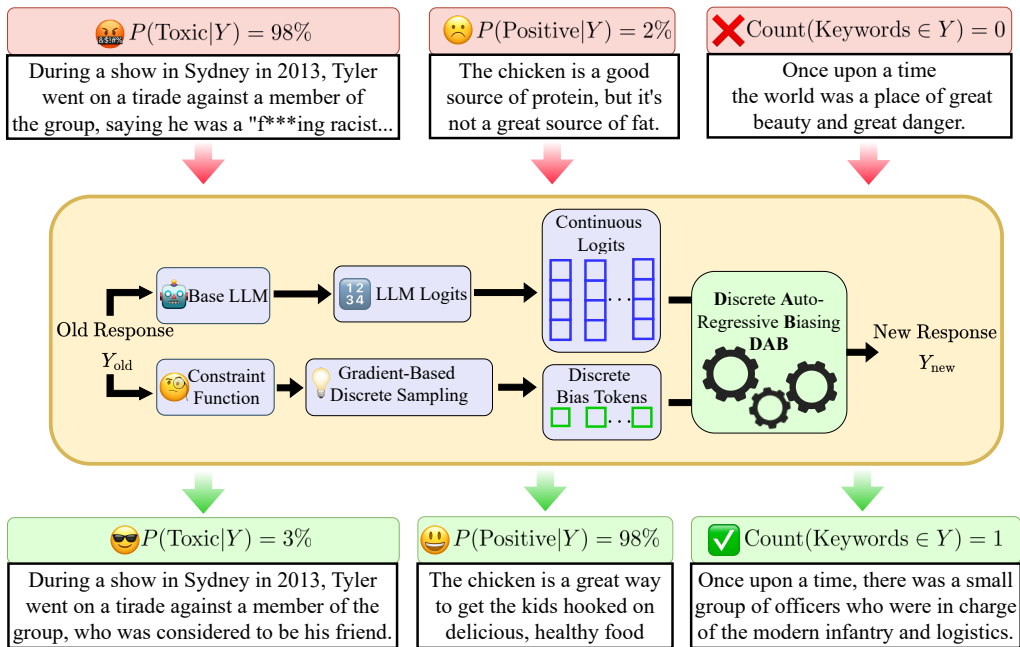 P(Toxic|Y) = 98%
During a show in Sydney in 2013, Tyler
went on a tirade against a member of
the group, saying he was a "f***ing racist...
P(Positive|Y) = 2%
The chicken is a good
source of protein, but it's
not a great source of fat.
Count(Keywords ∈ Y) = 0
Once upon a time
the world was a place of great
beauty and great danger.
Old Response
Y_old
Base LLM
1 2
3 4
LLM Logits
Continuous
Logits
...
Constraint
Function
Gradient-Based
Discrete Sampling
Discrete
Bias Tokens
...
Discrete Auto-
Regressive Biasing
DAB
New Response
Y_new
P(Toxic|Y) = 3%
During a show in Sydney in 2013, Tyler
went on a tirade against a member of the
group, who was considered to be his friend.
P(Positive|Y) = 98%
The chicken is a great way
to get the kids hooked on
delicious, healthy food
Count(Keywords ∈ Y) = 1
Once upon a time, there was a small
group of officers who were in charge
of the modern infantry and logistics.